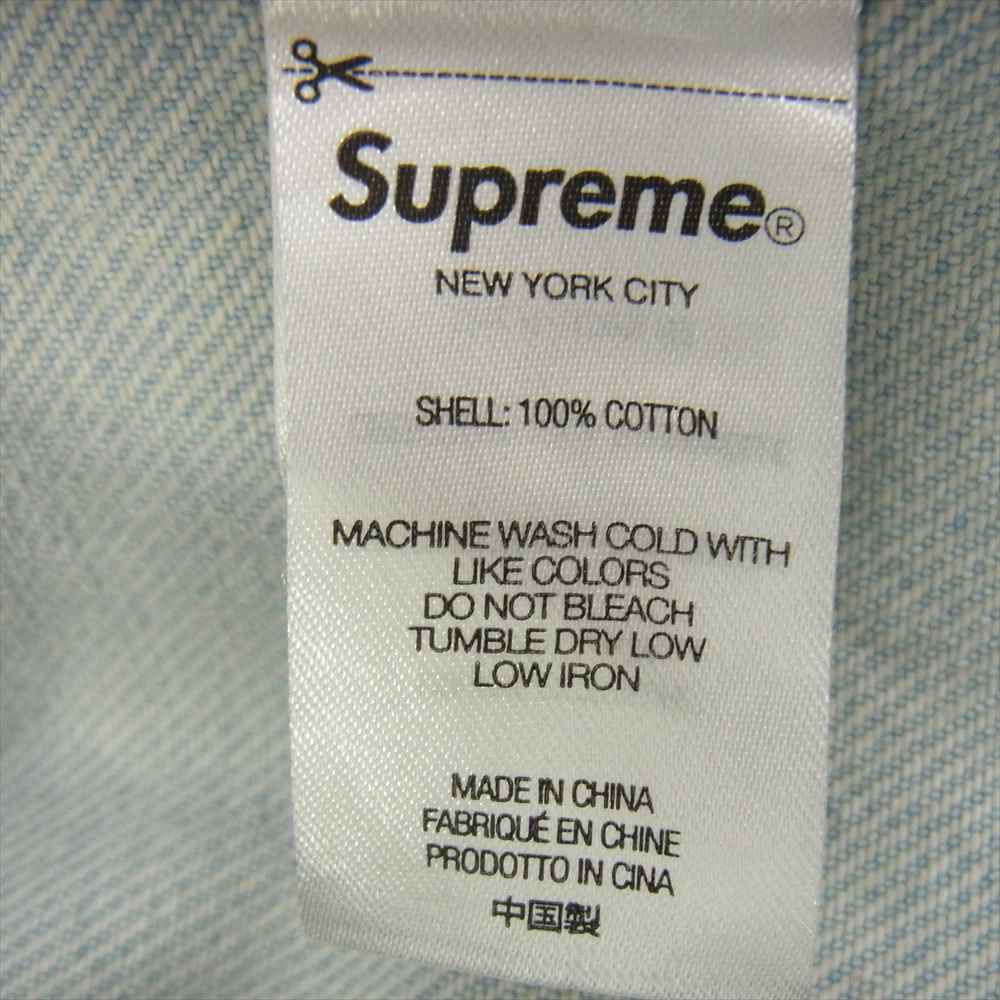 Supreme®
NEW YORK CITY
SHELL: 100% COTTON
MACHINE WASH COLD WITH
LIKE COLORS
DO NOT BLEACH
TUMBLE DRY LOW
LOW IRON
MADE IN CHINA
FABRIQUÉ EN CHINE
PRODOTTO IN CINA
中国製